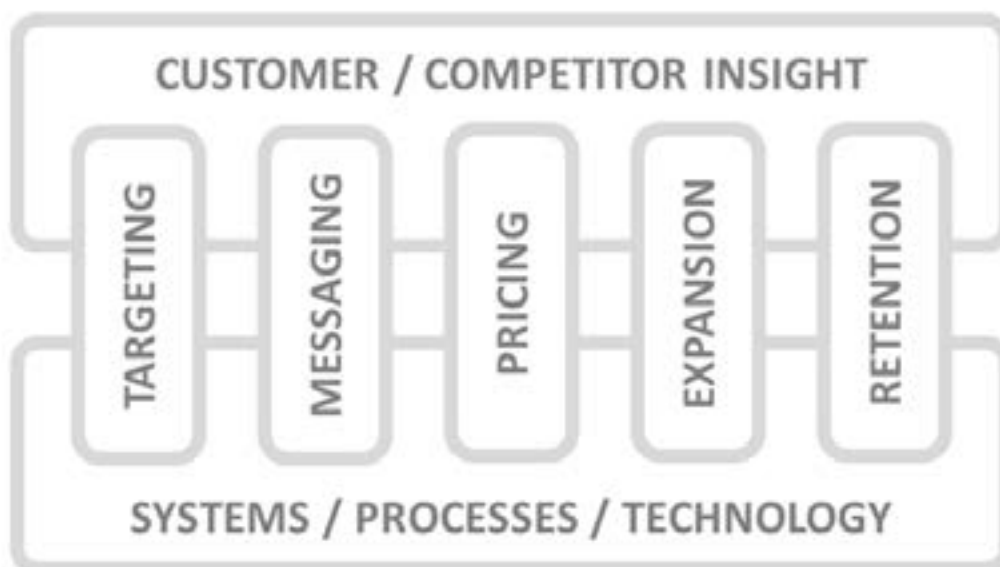 CUSTOMER / COMPETITOR INSIGHT
TARGETING
MESSAGING
PRICING
EXPANSION
RETENTION
SYSTEMS / PROCESSES / TECHNOLOGY